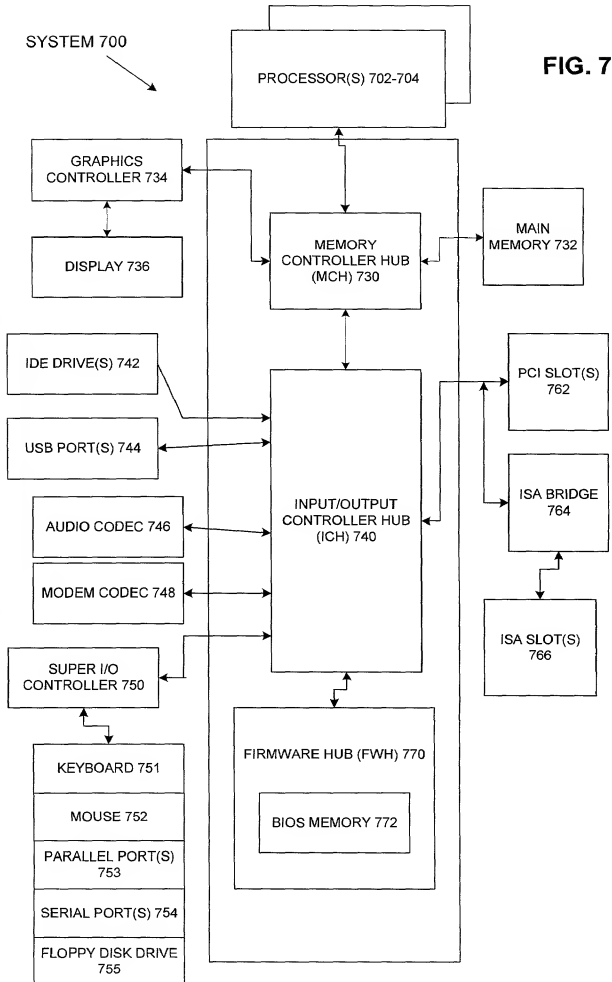 SYSTEM 700
PROCESSOR(S) 702-704
FIG. 7
GRAPHICS
CONTROLLER 734
DISPLAY 736
MEMORY
CONTROLLER HUB
(MCH) 730
MAIN
MEMORY 732
IDE DRIVE(S) 742
USB PORT(S) 744
AUDIO CODEC 746
MODEM CODEC 748
SUPER I/O
CONTROLLER 750
INPUT/OUTPUT
CONTROLLER HUB
(ICH) 740
PCI SLOT(S)
762
ISA BRIDGE
764
ISA SLOT(S)
766
KEYBOARD 751
MOUSE 752
PARALLEL PORT(S)
753
SERIAL PORT(S) 754
FLOPPY DISK DRIVE
755
FIRMWARE HUB (FWH) 770
BIOS MEMORY 772